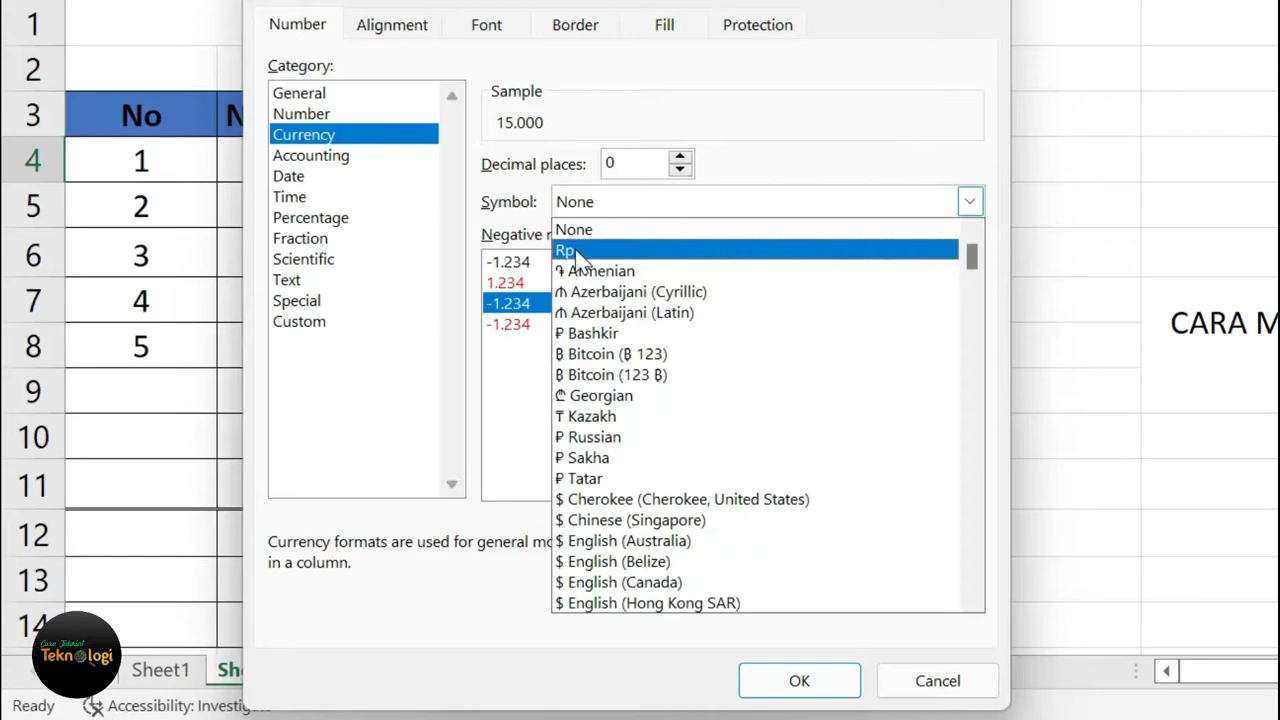 Number Alignment Font Border Fill Protection
Category:
General
Number
Currency
Accounting
Date
Time
Percentage
Fraction
Scientific
Text
Special
Custom
Sample
15.000
Decimal places: 0
Symbol: None
Negative
-1.234
1.234
-1.234
-1.234
None
Rp
Armenian
₼ Azerbaijani (Cyrillic)
₼ Azerbaijani (Latin)
₽ Bashkir
₿ Bitcoin (₿ 123)
₿ Bitcoin (123 ₿)
₾ Georgian
₸ Kazakh
₽ Russian
₽ Sakha
₽ Tatar
$ Cherokee (Cherokee, United States)
$ Chinese (Singapore)
$ English (Australia)
$ English (Belize)
$ English (Canada)
$ English (Hong Kong SAR)
Currency formats are used for general
in a column.
OK Cancel
1
2
3 No N
4 1
5 2
6 3
7 4
8 5
9
10
11
12
13
14
CARA M
Cara Tutorial
Teknologi
Sheet1 She
Ready Accessibility: Investigate